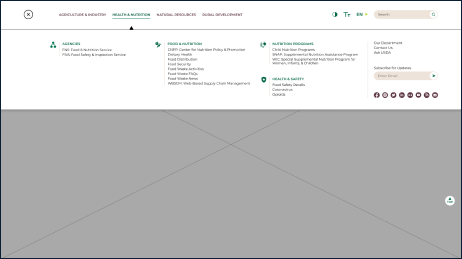 AGRICULTURE & INDUSTRY HEALTH & NUTRITION NATURAL RESOURCES RURAL DEVELOPMENT EN Search
AGENCIES
FNS: Food & Nutrition Service
FSIS: Food Safety & Inspection Service
FOOD & NUTRITION
CNPP: Center for Nutrition Policy & Promotion
Dietary Health
Food Distribution
Food Security
Food Waste Activities
Food Waste FAQs
Food Waste Reset
WBSCM: Web Based Supply Chain Management
NUTRITION PROGRAMS
Child Nutrition Programs
SNAP: Supplemental Nutrition Assistance Program
WIC: Special Supplemental Nutrition Program for
Women, Infants, & Children
HEALTH & SAFETY
Food Safety Details
Coronavirus
Opioids
Our Department
Contact Us
Ask USDA
Subscribe for Updates
Enter Email